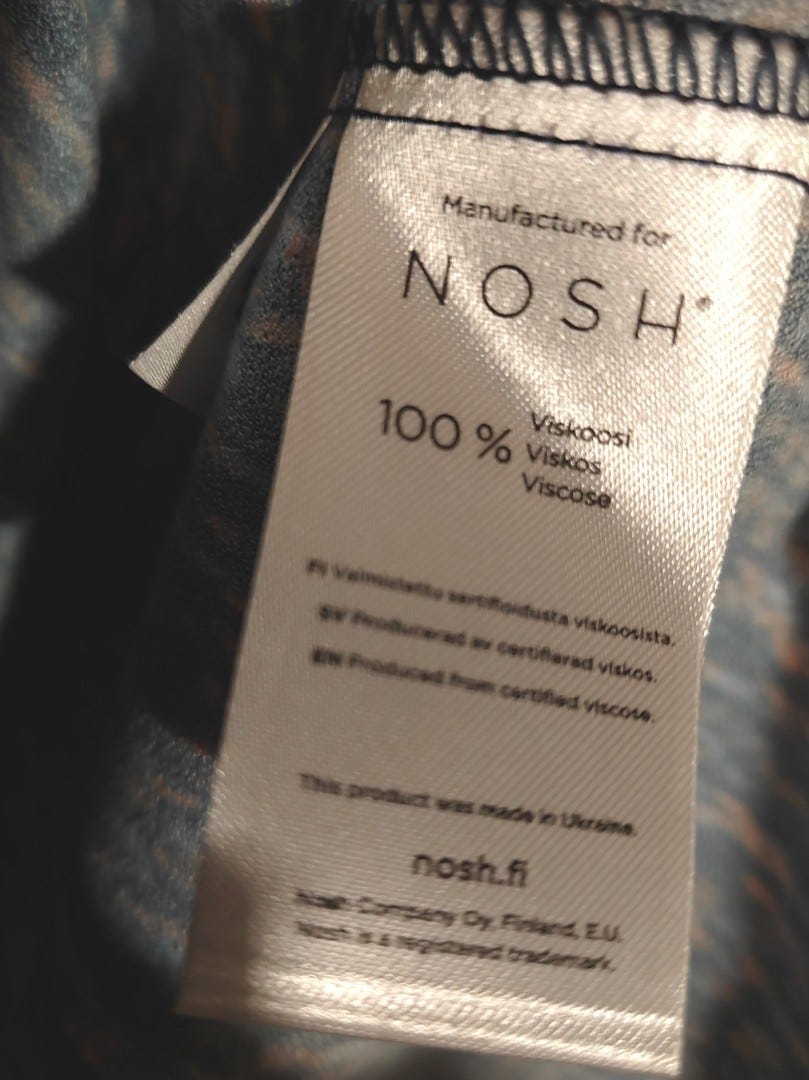 Manufactured for
NOSH®
100 % Viskoosi
Viskos
Viscose
FI Valmistettu sertifioidusta viskoosista.
SV Producerad av certifierad viskos.
EN Produced from certified viscose.
This product was made in Ukraine.
nosh.fi
Nosh Company Oy, Finland, E.U.
Nosh is a registered trademark.